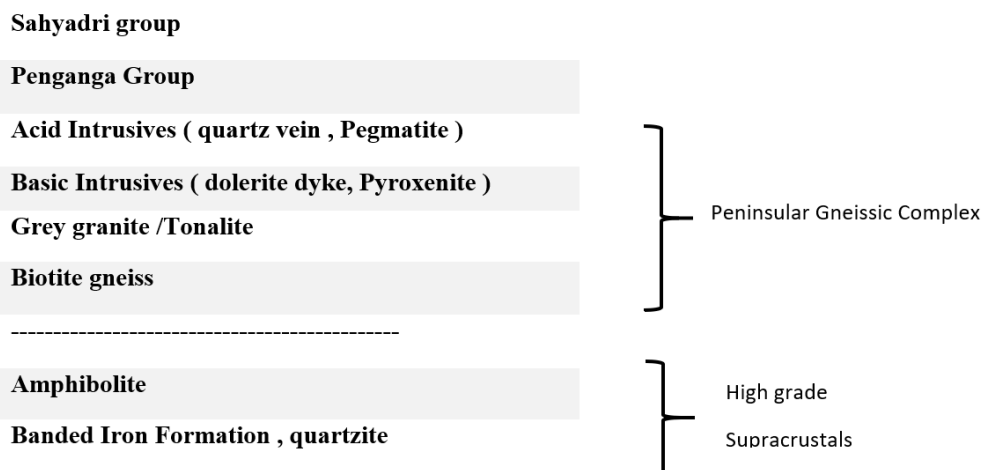 Sahyadri group
Penganga Group
Acid Intrusives ( quartz vein , Pegmatite )
Basic Intrusives ( dolerite dyke, Pyroxenite )
Grey granite /Tonalite
Peninsular Gneissic Complex
Biotite gneiss
----------------------------------------------
Amphibolite
High grade
Banded Iron Formation , quartzite
Supracrustals